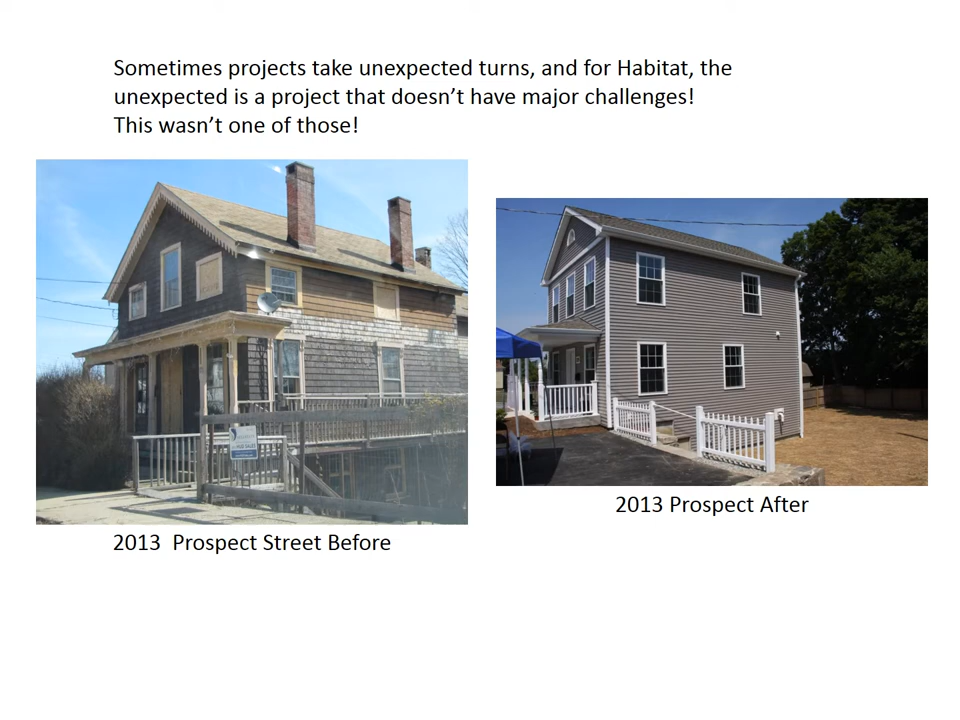 Sometimes projects take unexpected turns, and for Habitat, the
unexpected is a project that doesn’t have major challenges!
This wasn’t one of those!
2013 Prospect After
2013  Prospect Street Before